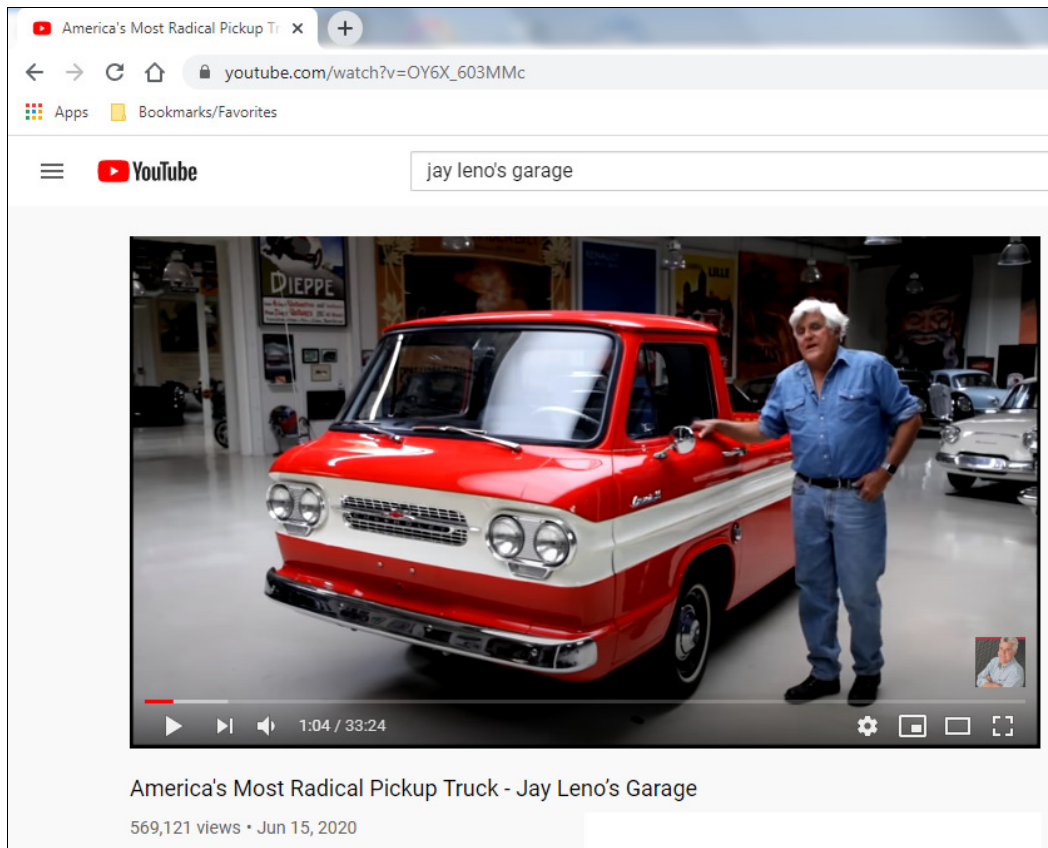 America's Most Radical Pickup Tr
youtube.com/watch?v=OY6X_603MMc
Apps
Bookmarks/Favorites
YouTube
jay leno's garage
DIEPPE
LILLE
1:04 / 33:24
America's Most Radical Pickup Truck - Jay Leno’s Garage
569,121 views • Jun 15, 2020